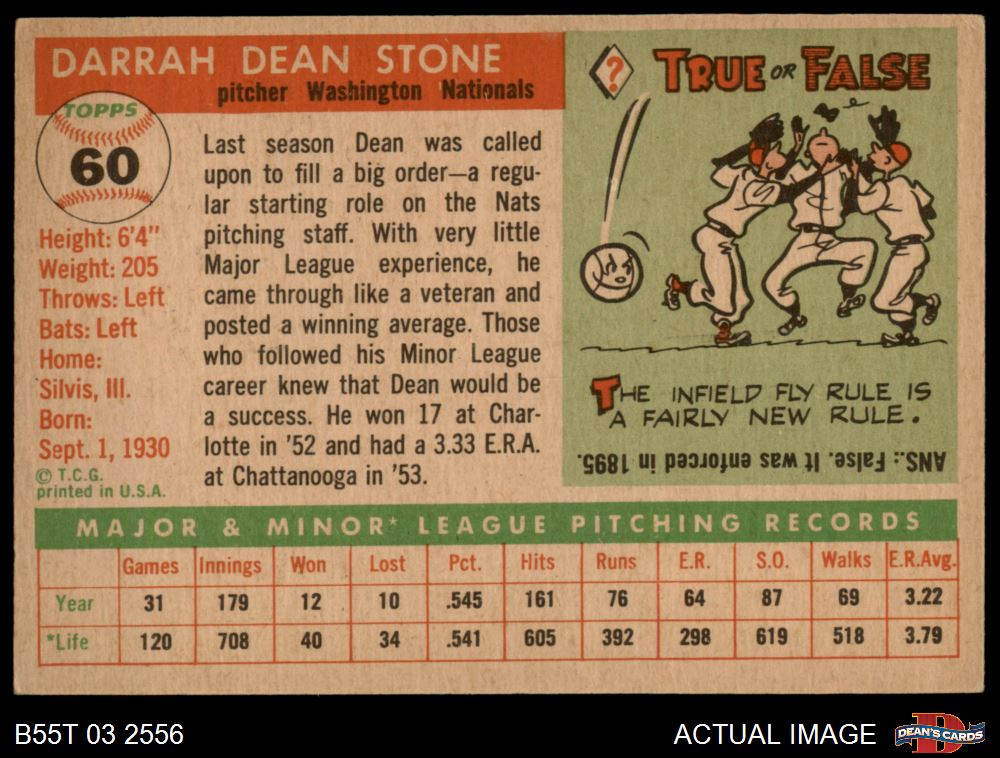 DARRAH DEAN STONE
pitcher Washington Nationals
TOPPS
60
Height: 6'4"
Weight: 205
Throws: Left
Bats: Left
Home:
Silvis, Ill.
Born:
Sept. 1, 1930
© T.C.G.
printed in U.S.A.
Last season Dean was called
upon to fill a big order—a regu-
lar starting role on the Nats
pitching staff. With very little
Major League experience, he
came through like a veteran and
posted a winning average. Those
who followed his Minor League
career knew that Dean would be
a success. He won 17 at Char-
lotte in '52 and had a 3.33 E.R.A.
at Chattanooga in '53.
? TRUE OR FALSE
THE INFIELD FLY RULE IS
A FAIRLY NEW RULE.
ANS.: False. It was enforced in 1895.
MAJOR & MINOR* LEAGUE PITCHING RECORDS
Games Innings Won Lost Pct. Hits Runs E.R. S.O. Walks E.R.Avg.
Year 31 179 12 10 .545 161 76 64 87 69 3.22
*Life 120 708 40 34 .541 605 392 298 619 518 3.79
B55T 03 2556
ACTUAL IMAGE
D
DEAN'S CARDS